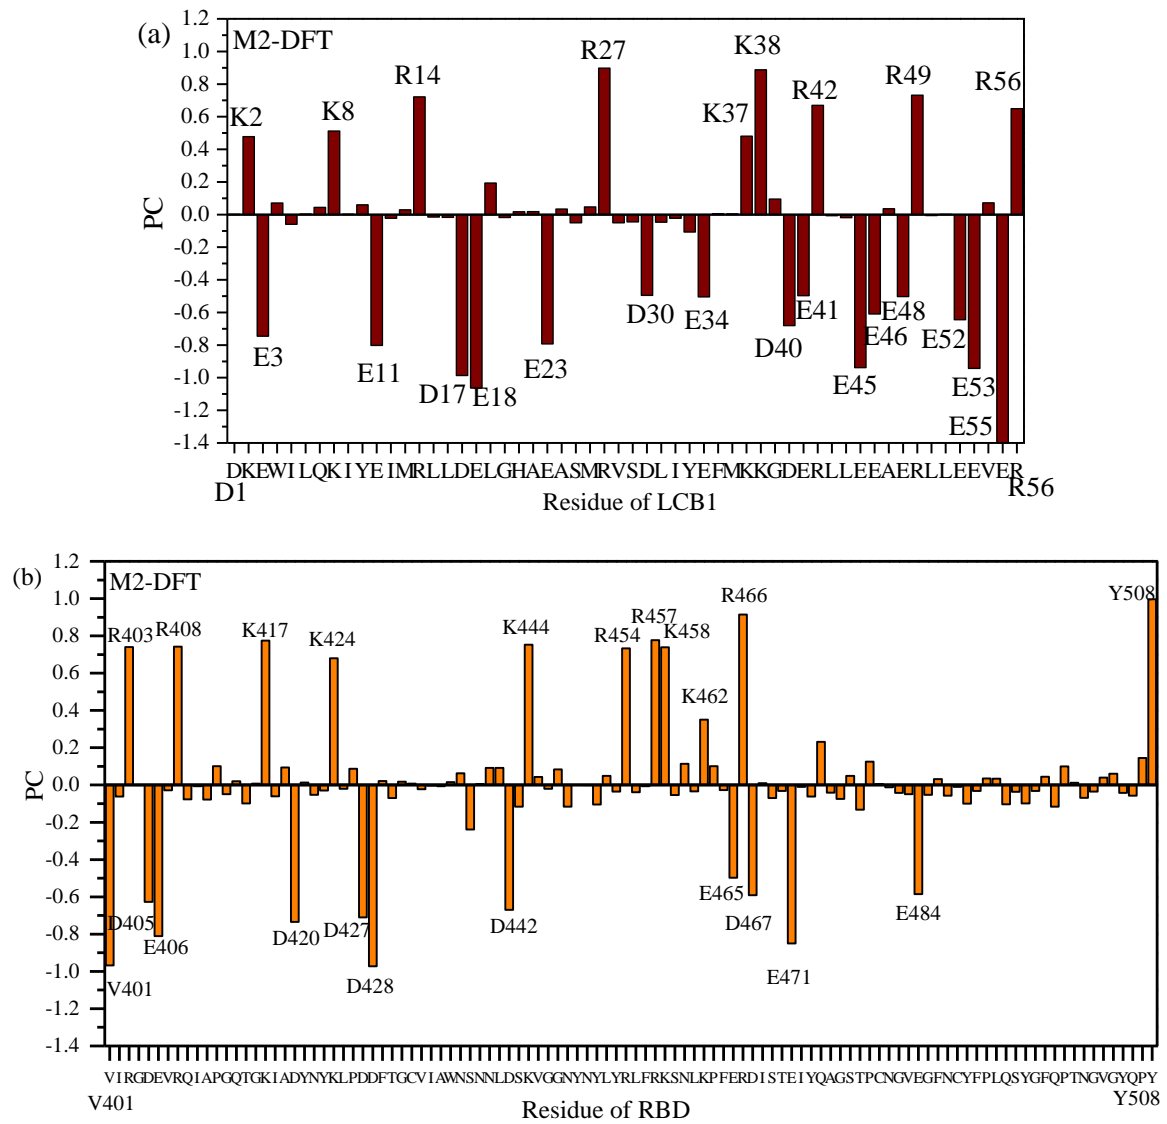 (a)
M2-DFT
PC
1.2
1.0
0.8
0.6
0.4
0.2
0.0
-0.2
-0.4
-0.6
-0.8
-1.0
-1.2
-1.4
K2
K8
R14
R27
K37
K38
R42
R49
R56
E3
E11
D17
E18
E23
D30
E34
D40
E41
E45
E46
E48
E52
E53
E55
DKEWILQKIYEIMRLLDELGHAEASMRVSDLIYEFMKKGDERLLEEAERLLEEVER
D1
R56
Residue of LCB1
(b)
M2-DFT
PC
1.2
1.0
0.8
0.6
0.4
0.2
0.0
-0.2
-0.4
-0.6
-0.8
-1.0
-1.2
-1.4
R403
R408
K417
K424
K444
R454
R457
K458
K462
R466
Y508
V401
D405
E406
D420
D427
D428
D442
E465
D467
E471
E484
VIRGDEVRQIAPGQTGKIADYNYKLPDDFTGCVIAWNSNNLDSKVGGNYNYLYRLFRKSNLKPFERDISTEIYQAGSTPCNGVEGFNCYFPLQSYGFQPTNGVGYQPY
V401
Y508
Residue of RBD